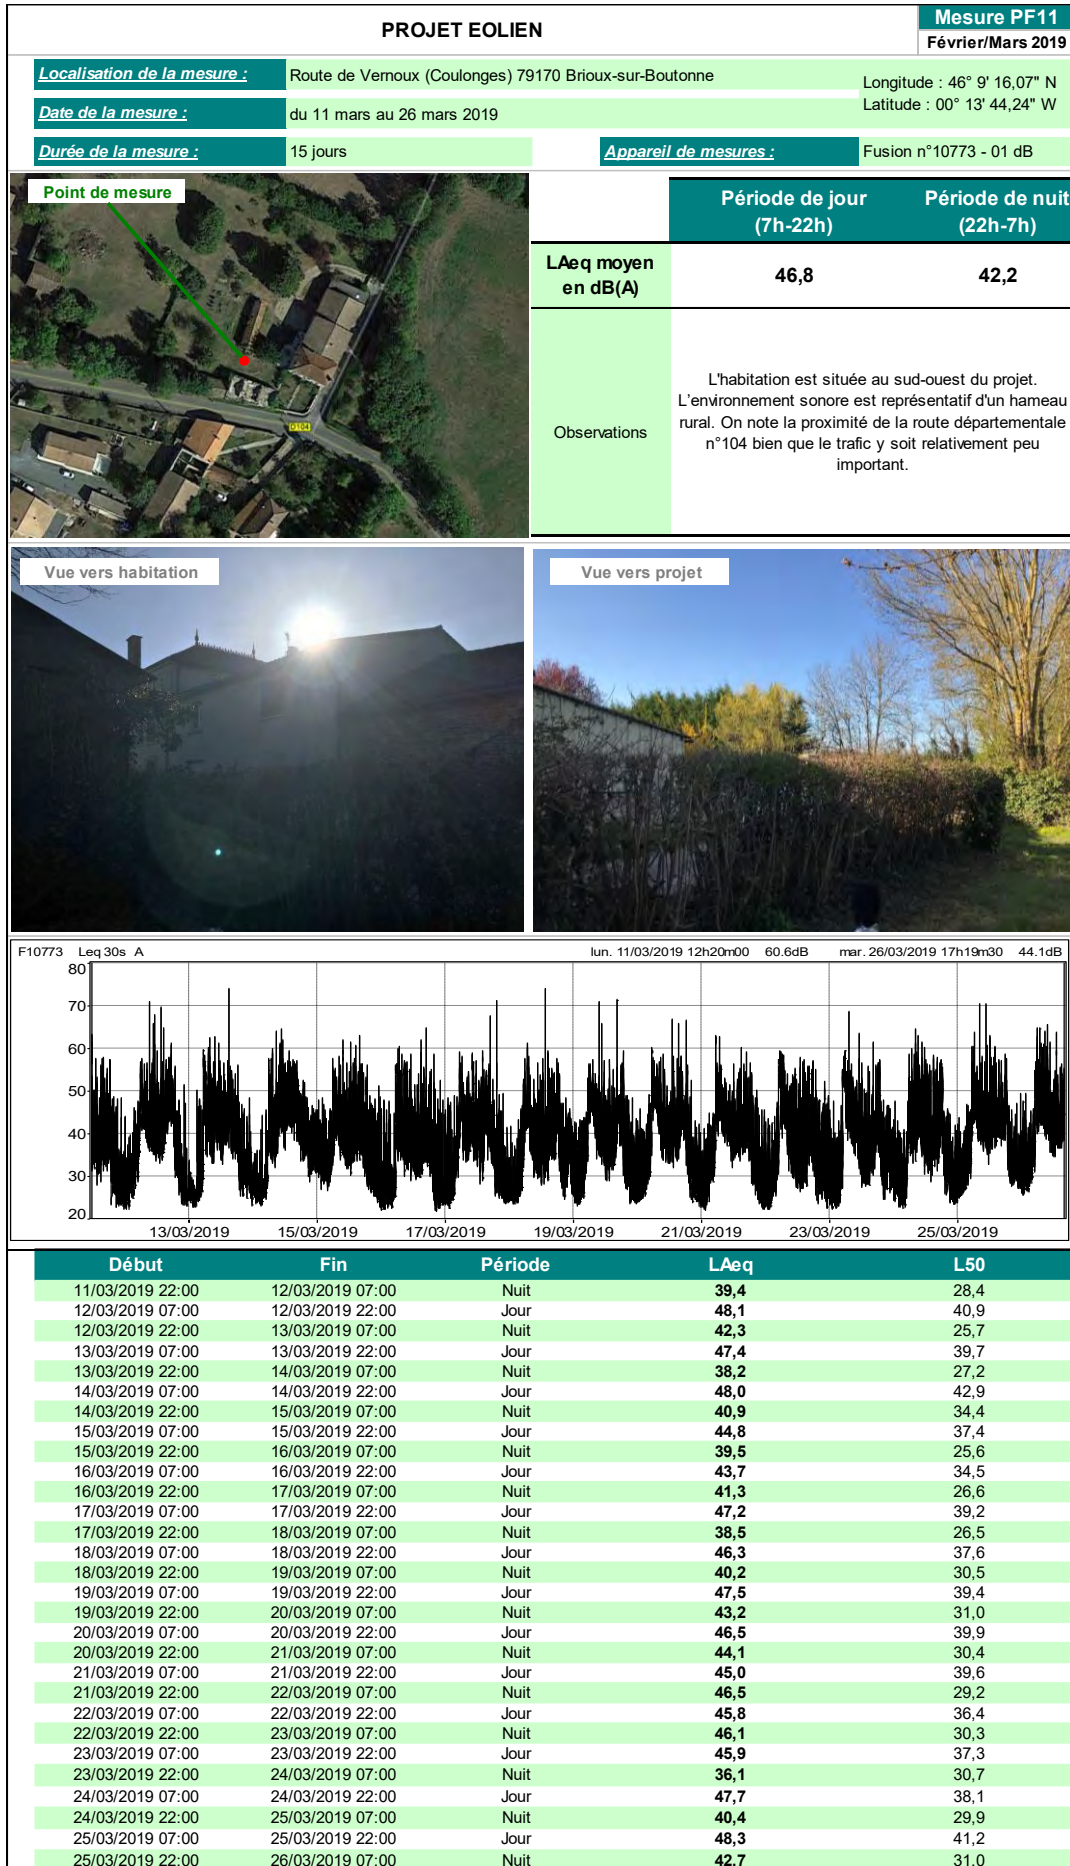 PROJET EOLIEN
Mesure PF11
Février/Mars 2019
Localisation de la mesure :
Route de Vernoux (Coulonges) 79170 Brioux-sur-Boutonne
Longitude : 46° 9' 16,07" N
Latitude : 00° 13' 44,24" W
Date de la mesure :
du 11 mars au 26 mars 2019
Durée de la mesure :
15 jours
Appareil de mesures :
Fusion n°10773 - 01 dB
Point de mesure
D104
Période de jour
(7h-22h)
Période de nuit
(22h-7h)
LAeq moyen
en dB(A)
46,8
42,2
Observations
L'habitation est située au sud-ouest du projet.
L'environnement sonore est représentatif d'un hameau
rural. On note la proximité de la route départementale
n°104 bien que le trafic y soit relativement peu
important.
Vue vers habitation
Vue vers projet
F10773 Leq 30s A lun. 11/03/2019 12h20m00 60.6dB mar. 26/03/2019 17h19m30 44.1dB
80
70
60
50
40
30
20
13/03/2019 15/03/2019 17/03/2019 19/03/2019 21/03/2019 23/03/2019 25/03/2019
Début Fin Période LAeq L50
11/03/2019 22:00 12/03/2019 07:00 Nuit 39,4 28,4
12/03/2019 07:00 12/03/2019 22:00 Jour 48,1 40,9
12/03/2019 22:00 13/03/2019 07:00 Nuit 42,3 25,7
13/03/2019 07:00 13/03/2019 22:00 Jour 47,4 39,7
13/03/2019 22:00 14/03/2019 07:00 Nuit 38,2 27,2
14/03/2019 07:00 14/03/2019 22:00 Jour 48,0 42,9
14/03/2019 22:00 15/03/2019 07:00 Nuit 40,9 34,4
15/03/2019 07:00 15/03/2019 22:00 Jour 44,8 37,4
15/03/2019 22:00 16/03/2019 07:00 Nuit 39,5 25,6
16/03/2019 07:00 16/03/2019 22:00 Jour 43,7 34,5
16/03/2019 22:00 17/03/2019 07:00 Nuit 41,3 26,6
17/03/2019 07:00 17/03/2019 22:00 Jour 47,2 39,2
17/03/2019 22:00 18/03/2019 07:00 Nuit 38,5 26,5
18/03/2019 07:00 18/03/2019 22:00 Jour 46,3 37,6
18/03/2019 22:00 19/03/2019 07:00 Nuit 40,2 30,5
19/03/2019 07:00 19/03/2019 22:00 Jour 47,5 39,4
19/03/2019 22:00 20/03/2019 07:00 Nuit 43,2 31,0
20/03/2019 07:00 20/03/2019 22:00 Jour 46,5 39,9
20/03/2019 22:00 21/03/2019 07:00 Nuit 44,1 30,4
21/03/2019 07:00 21/03/2019 22:00 Jour 45,0 39,6
21/03/2019 22:00 22/03/2019 07:00 Nuit 46,5 29,2
22/03/2019 07:00 22/03/2019 22:00 Jour 45,8 36,4
22/03/2019 22:00 23/03/2019 07:00 Nuit 46,1 30,3
23/03/2019 07:00 23/03/2019 22:00 Jour 45,9 37,3
23/03/2019 22:00 24/03/2019 07:00 Nuit 36,1 30,7
24/03/2019 07:00 24/03/2019 22:00 Jour 47,7 38,1
24/03/2019 22:00 25/03/2019 07:00 Nuit 40,4 29,9
25/03/2019 07:00 25/03/2019 22:00 Jour 48,3 41,2
25/03/2019 22:00 26/03/2019 07:00 Nuit 42,7 31,0